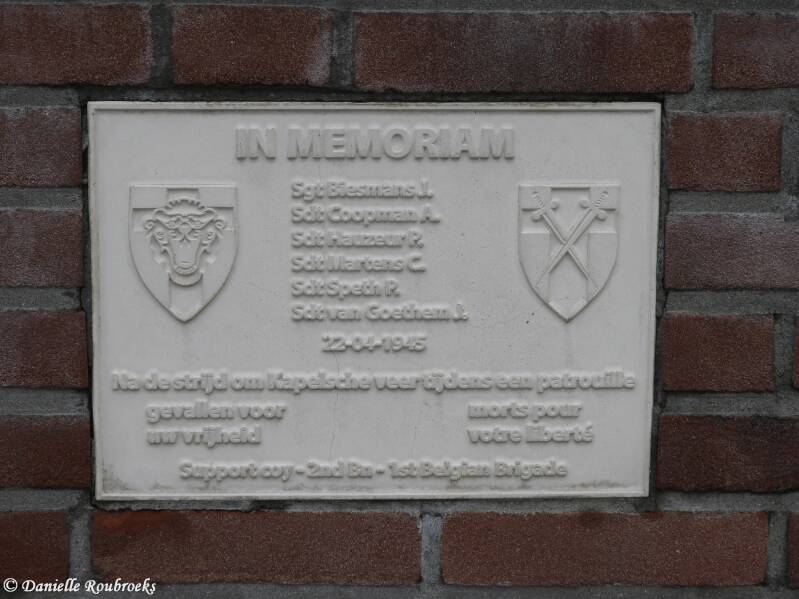 IN MEMORIAM
Sgt Biesmans J.
Sdt Coopman A.
Sdt Hauzeur P.
Sdt Martens C.
Sdt Speth P.
Sdt van Goethem J.
22-04-1945
Na de strijd om Kapelsche veer tijdens een patrouille
gevallen voor
uw vrijheid
morts pour
votre liberté
Support coy - 2nd Bn - 1st Belgian Brigade
© Danielle Roubroeks